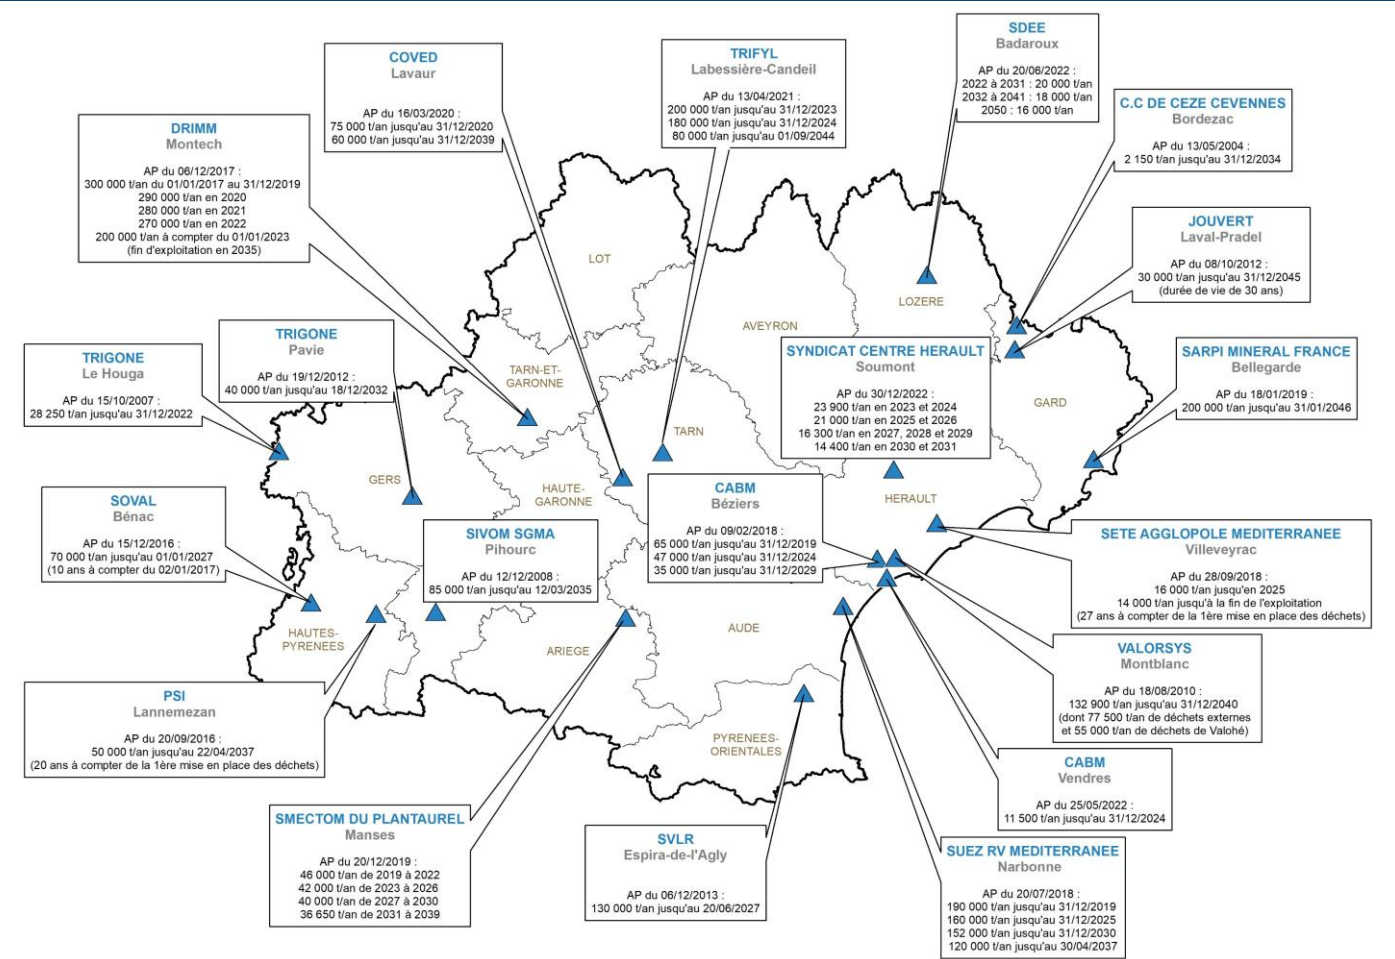 SDEE
Badaroux
AP du 20/06/2022 :
2022 à 2031 : 20 000 t/an
2032 à 2041 : 18 000 t/an
2050 : 16 000 t/an
COVED
Lavaur
AP du 16/03/2020 :
75 000 t/an jusqu'au 31/12/2020
60 000 t/an jusqu'au 31/12/2039
TRIFYL
Labessière-Candeil
AP du 13/04/2021 :
200 000 t/an jusqu'au 31/12/2023
180 000 t/an jusqu'au 31/12/2024
80 000 t/an jusqu'au 01/09/2044
C.C DE CEZE CEVENNES
Bordezac
AP du 13/05/2004 :
2 150 t/an jusqu'au 31/12/2034
DRIMM
Montech
AP du 06/12/2017 :
300 000 t/an du 01/01/2017 au 31/12/2019
290 000 t/an en 2020
280 000 t/an en 2021
270 000 t/an en 2022
200 000 t/an à compter du 01/01/2023
(fin d'exploitation en 2035)
JOUVERT
Laval-Pradel
AP du 08/10/2012 :
30 000 t/an jusqu'au 31/12/2045
(durée de vie de 30 ans)
LOT
LOZERE
AVEYRON
TRIGONE
Pavie
AP du 19/12/2012 :
40 000 t/an jusqu'au 18/12/2032
TRIGONE
Le Houga
AP du 15/10/2007 :
28 250 t/an jusqu'au 31/12/2022
TARN-ET-
GARONNE
SYNDICAT CENTRE HERAULT
Soumont
AP du 30/12/2022 :
23 900 t/an en 2023 et 2024
21 000 t/an en 2025 et 2026
16 300 t/an en 2027, 2028 et 2029
14 400 t/an en 2030 et 2031
SARPI MINERAL FRANCE
Bellegarde
AP du 18/01/2019 :
200 000 t/an jusqu'au 31/01/2046
GARD
TARN
GERS
HAUTE-
GARONNE
HERAULT
CABM
Béziers
AP du 09/02/2018 :
65 000 t/an jusqu'au 31/12/2019
47 000 t/an jusqu'au 31/12/2024
35 000 t/an jusqu'au 31/12/2029
SOVAL
Bénac
AP du 15/12/2016 :
70 000 t/an jusqu'au 01/01/2027
(10 ans à compter du 02/01/2017)
SIVOM SGMA
Pihourc
AP du 12/12/2008 :
85 000 t/an jusqu'au 12/03/2035
SETE AGGLOPOLE MEDITERRANEE
Villeveyrac
AP du 28/09/2018 :
16 000 t/an jusqu'en 2025
14 000 t/an jusqu'à la fin de l'exploitation
(27 ans à compter de la 1ère mise en place des déchets)
HAUTES-
PYRENEES
ARIEGE
AUDE
VALORSYS
Montblanc
AP du 18/08/2010 :
132 900 t/an jusqu'au 31/12/2040
(dont 77 500 t/an de déchets externes
et 55 000 t/an de déchets de Valohé)
PSI
Lannemezan
AP du 20/09/2016 :
50 000 t/an jusqu'au 22/04/2037
(20 ans à compter de la 1ère mise en place des déchets)
PYRENEES-
ORIENTALES
CABM
Vendres
AP du 25/05/2022 :
11 500 t/an jusqu'au 31/12/2024
SMECTOM DU PLANTAUREL
Manses
AP du 20/12/2019 :
46 000 t/an de 2019 à 2022
42 000 t/an de 2023 à 2026
40 000 t/an de 2027 à 2030
36 650 t/an de 2031 à 2039
SVLR
Espira-de-l'Agly
AP du 06/12/2013 :
130 000 t/an jusqu'au 20/06/2027
SUEZ RV MEDITERRANEE
Narbonne
AP du 20/07/2018 :
190 000 t/an jusqu'au 31/12/2019
160 000 t/an jusqu'au 31/12/2025
152 000 t/an jusqu'au 31/12/2030
120 000 t/an jusqu'au 30/04/2037